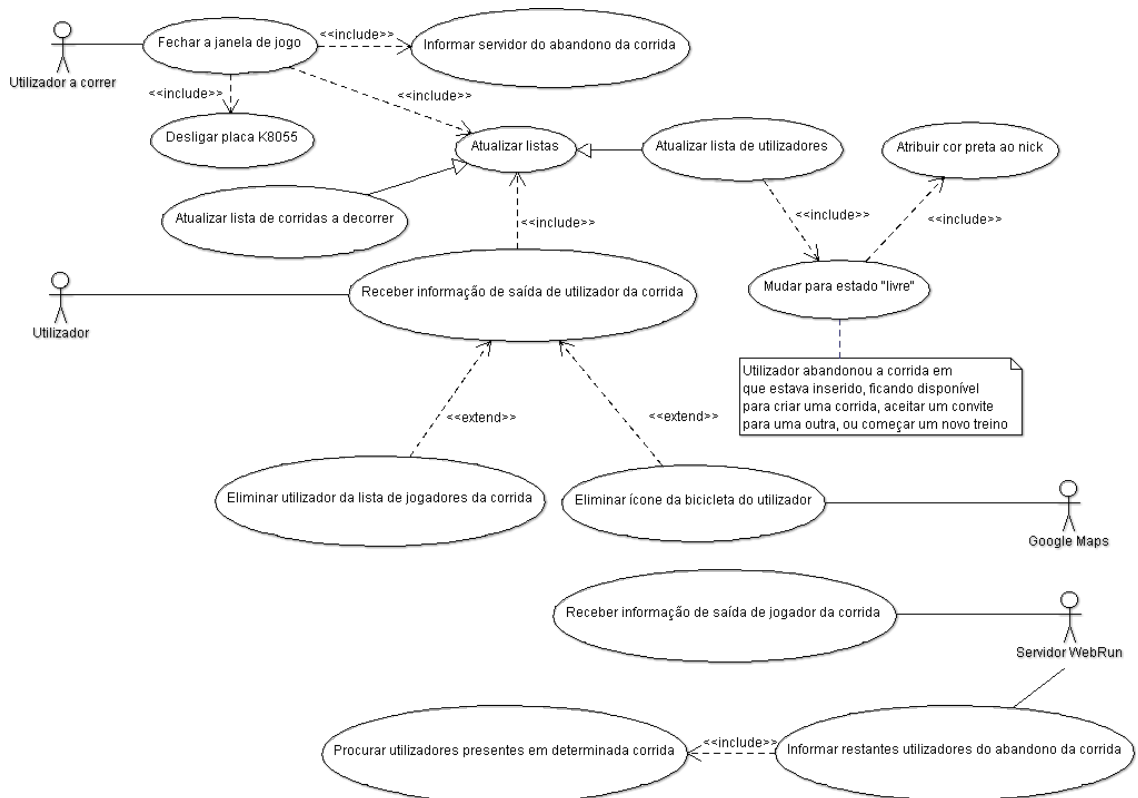 Fechar a janela de jogo
<<include>>
Informar servidor do abandono da corrida
Utilizador a correr
<<include>>
<<include>>
Desligar placa K8055
Atualizar listas
Atualizar lista de utilizadores
Atribuir cor preta ao nick
Atualizar lista de corridas a decorrer
<<include>>
<<include>>
<<include>>
Receber informação de saída de utilizador da corrida
Mudar para estado "livre"
Utilizador
Utilizador abandonou a corrida em
que estava inserido, ficando disponível
para criar uma corrida, aceitar um convite
para uma outra, ou começar um novo treino
<<extend>>
<<extend>>
Eliminar utilizador da lista de jogadores da corrida
Eliminar ícone da bicicleta do utilizador
Google Maps
Receber informação de saída de jogador da corrida
Servidor WebRun
Procurar utilizadores presentes em determinada corrida
<<include>>
Informar restantes utilizadores do abandono da corrida